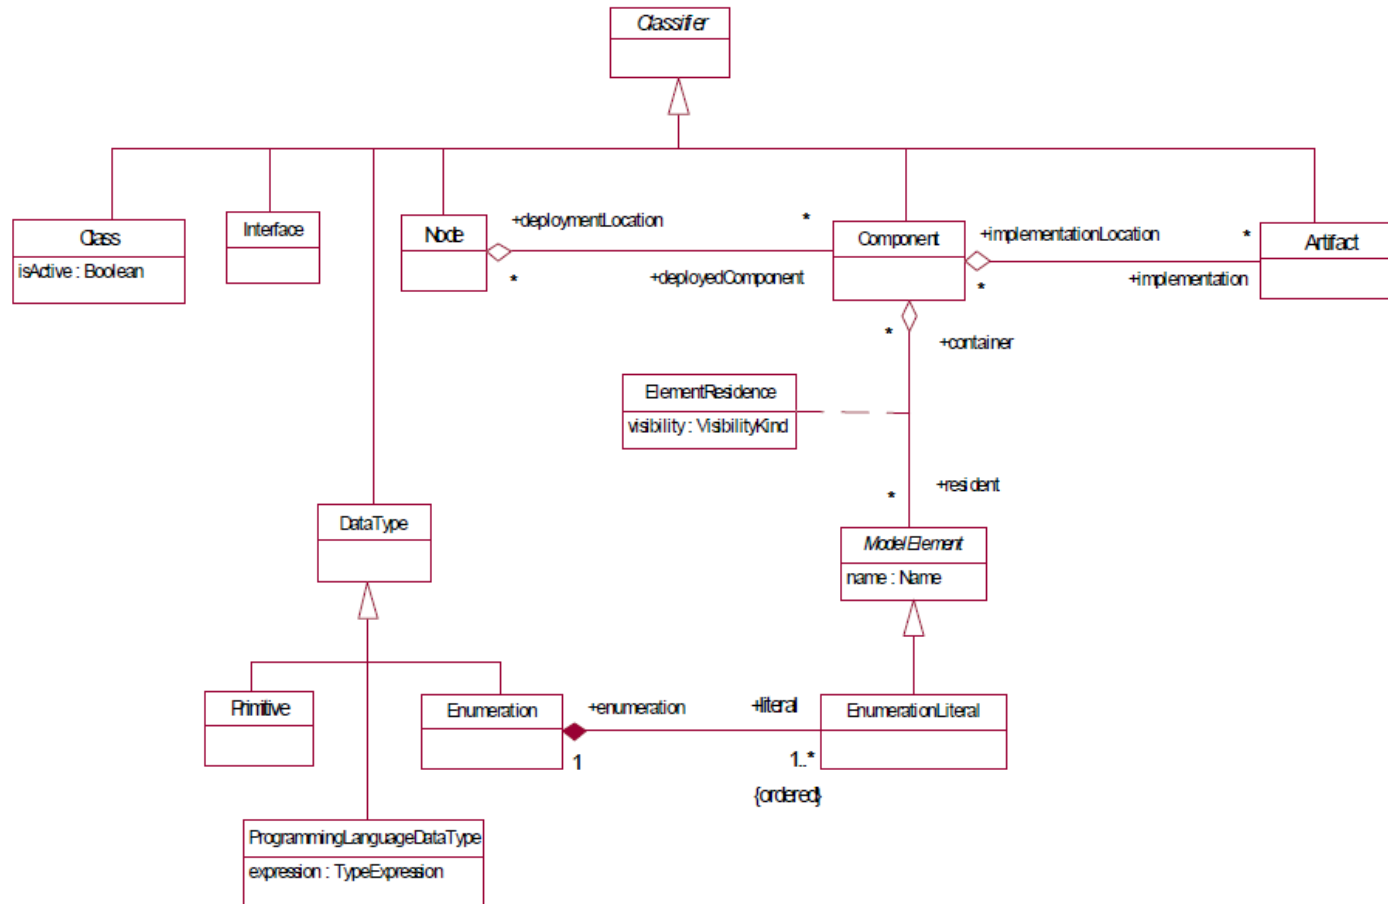 Classifier
Class
isActive : Boolean
Interface
Node
+deploymentLocation
*
*
+deployedComponent
Component
+implementationLocation
*
*
+implementation
Artifact
*
+container
ElementResidence
visibility : VisibilityKind
*
+resident
DataType
ModelElement
name : Name
Primitive
Enumeration
+enumeration
+literal
1
1..*
{ordered}
EnumerationLiteral
ProgrammingLanguageDataType
expression : TypeExpression